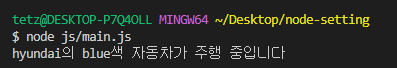 tetz@DESKTOP-P7Q4OLL MINGW64 ~/Desktop/node-setting
$ node js/main.js
hyundai의 blue색 자동차가 주행 중입니다